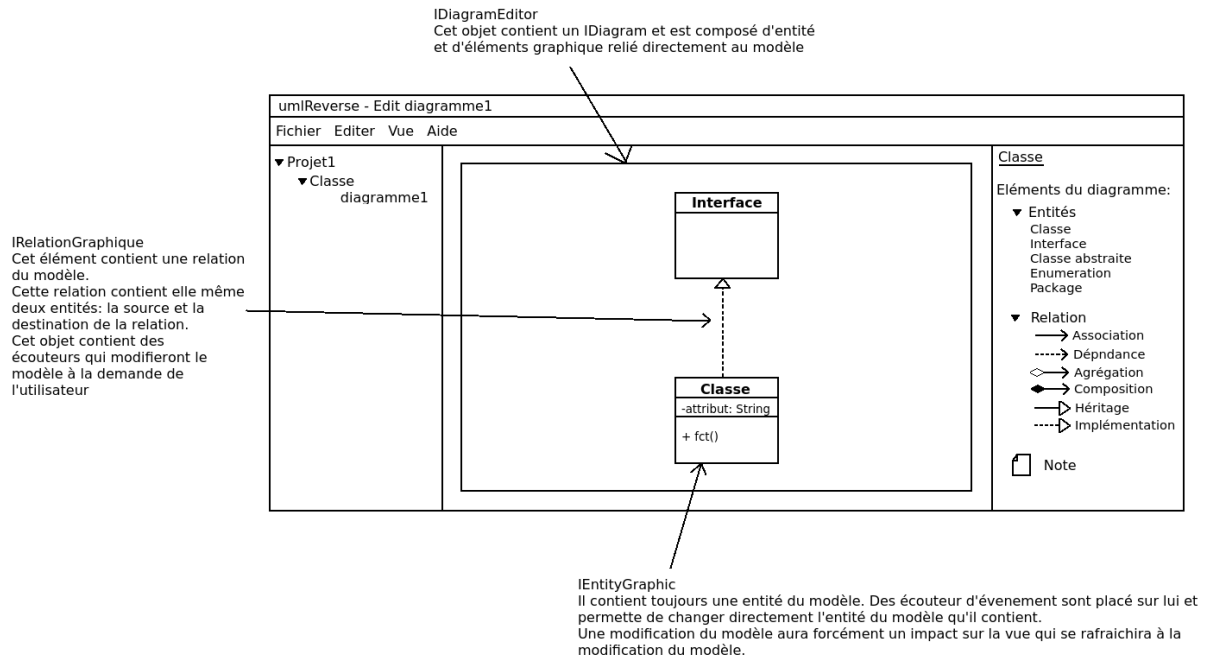 IDiagramEditor
Cet objet contient un IDiagram et est composé d'entité
et d'éléments graphique relié directement au modèle
umlReverse - Edit diagramme1
Fichier Editer Vue Aide
Projet1
Classe
diagramme1
IRelationGraphique
Cet élément contient une relation
du modèle.
Cette relation contient elle même
deux entités: la source et la
destination de la relation.
Cet objet contient des
écouteurs qui modifieront le
modèle à la demande de
l'utilisateur
Interface
Classe
-attribut: String
+ fct()
Classe
Eléments du diagramme:
Entités
Classe
Interface
Classe abstraite
Enumeration
Package
Relation
Association
Dépndance
Agrégation
Composition
Héritage
Implémentation
Note
IEntityGraphic
Il contient toujours une entité du modèle. Des écouteur d'évenement sont placé sur lui et
permette de changer directement l'entité du modèle qu'il contient.
Une modification du modèle aura forcément un impact sur la vue qui se rafraichira à la
modification du modèle.